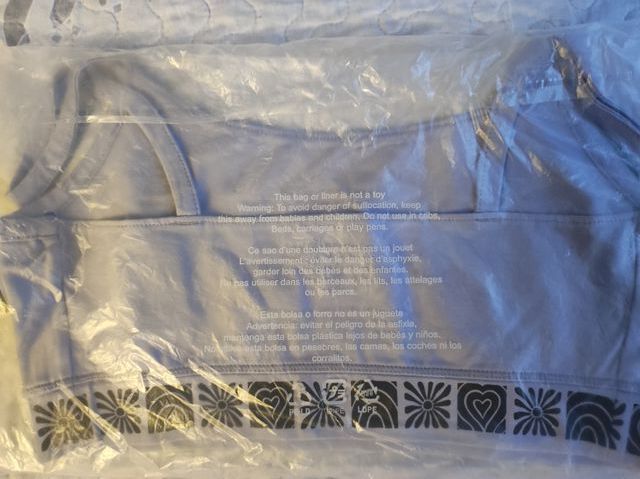 This bag or liner is not a toy
Warning: To avoid danger of suffocation, keep
this away from babies and children. Do not use in cribs,
Beds, carriages or play pens.
Ce sac d'une doublure n'est pas un jouet
L'avertissement : éviter le danger d'asphyxie,
garder loin des bébés et des enfantes.
Ne pas utiliser dans les berceaux, les lits, les attelages
ou les parcs.
Esta bolsa o forro no es un juguete
Advertencia: evitar el peligro de la asfixia,
mantenga esta bolsa plástica lejos de babés y niños.
No utilice esta bolsa en pesebres, las camas, los coches ni los
corralitos.
LDPE